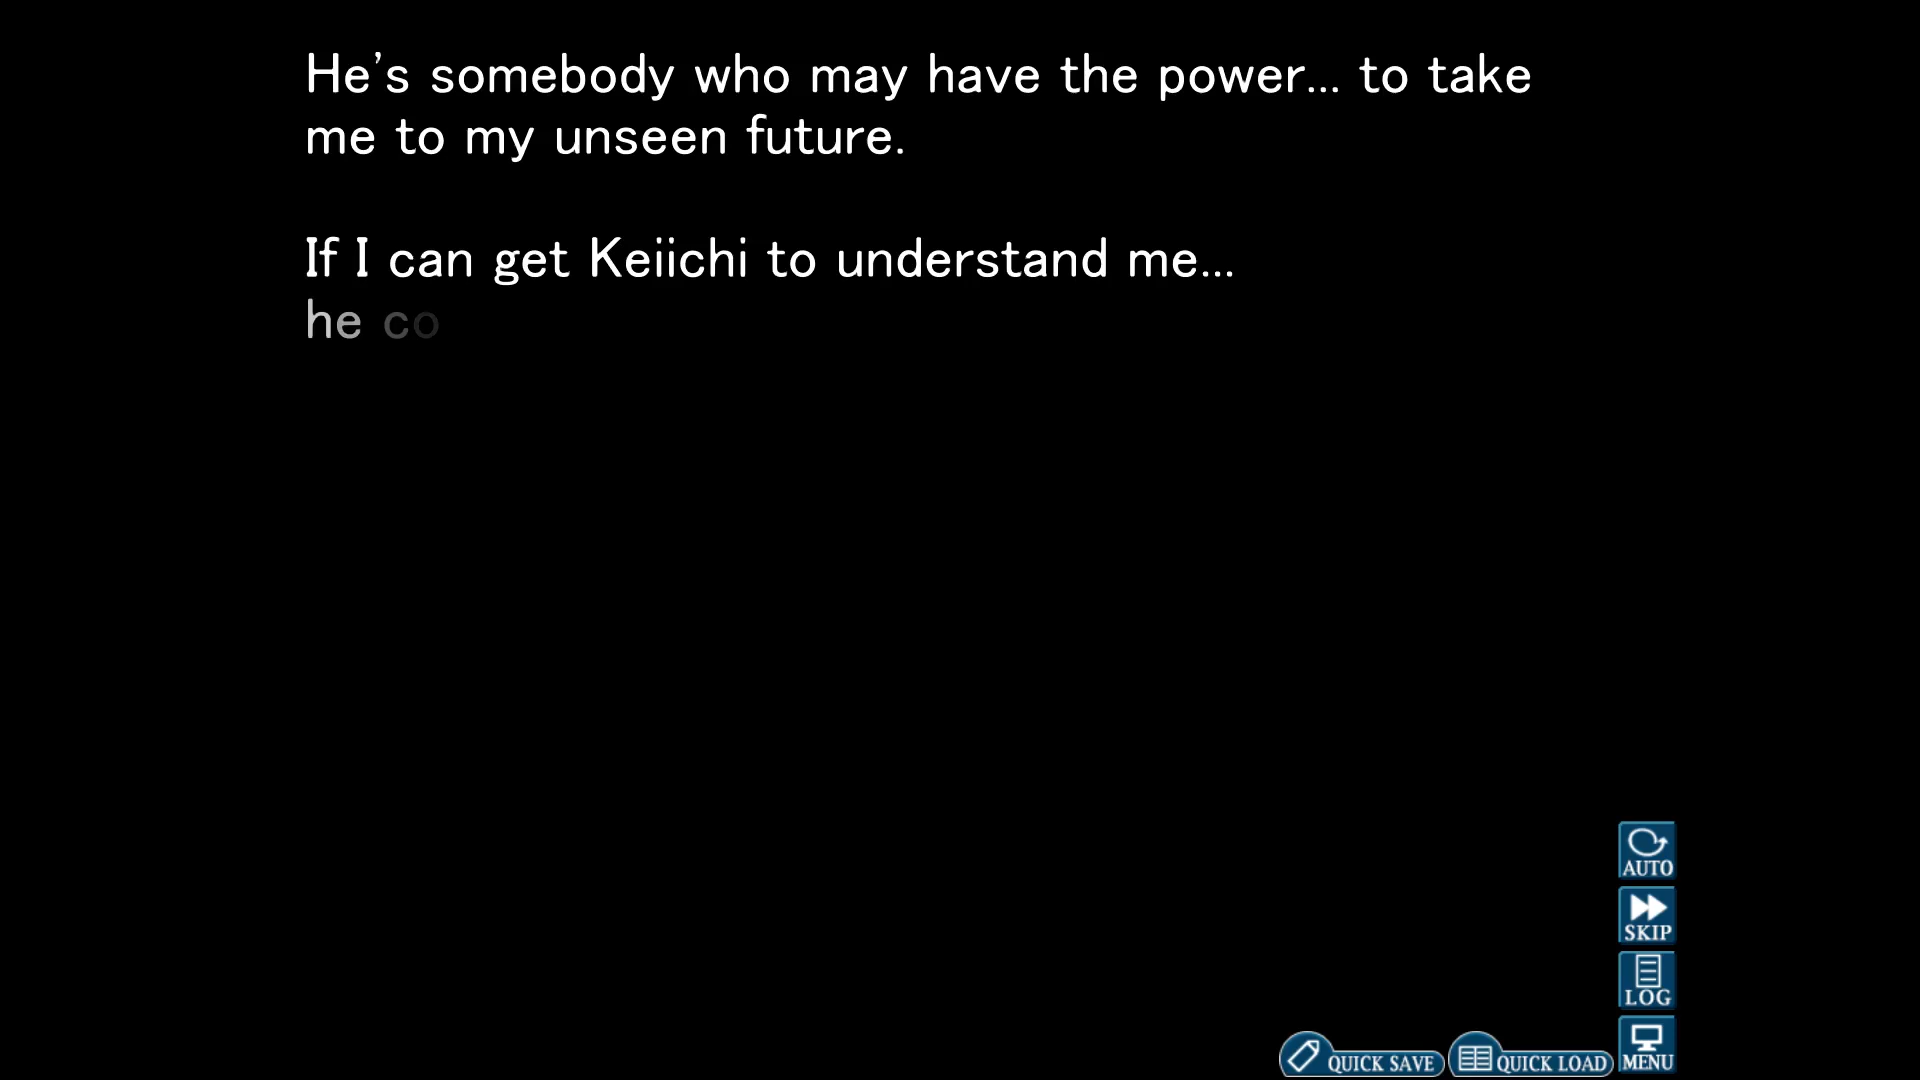 He's somebody who may have the power... to take
me to my unseen future.
If I can get Keiichi to understand me...
he co
AUTO
SKIP
LOG
MENU
QUICK SAVE
QUICK LOAD